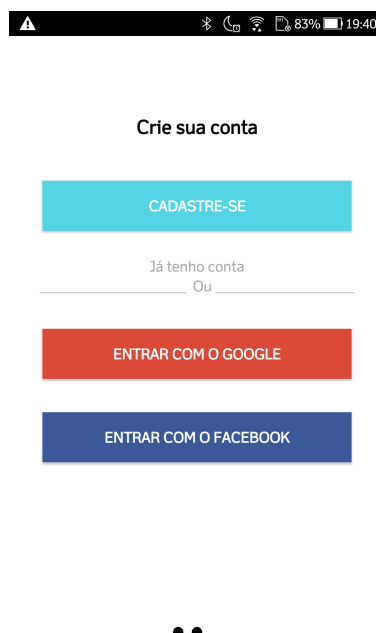 83% 19:40
Crie sua conta
CADASTRE-SE
Já tenho conta
Ou
ENTRAR COM O GOOGLE
ENTRAR COM O FACEBOOK